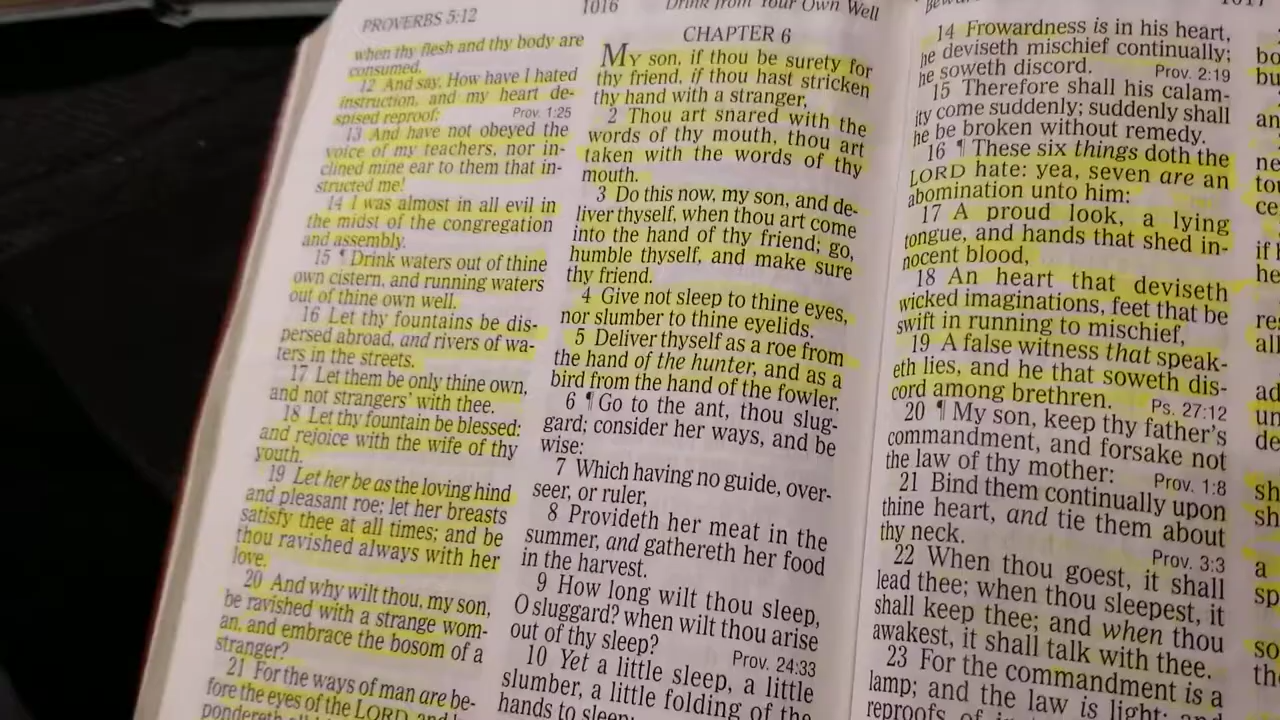 PROVERBS 5:12
1016
Drink from Your Own Well
when thy flesh and thy body are
consumed,
12 And say, How have I hated
instruction, and my heart de-
spised reproof; Prov. 1:25
13 And have not obeyed the
voice of my teachers, nor in-
clined mine ear to them that in-
structed me!
14 I was almost in all evil in
the midst of the congregation
and assembly.
15 ¶ Drink waters out of thine
own cistern, and running waters
out of thine own well.
16 Let thy fountains be dis-
persed abroad, and rivers of wa-
ters in the streets.
17 Let them be only thine own,
and not strangers' with thee.
18 Let thy fountain be blessed:
and rejoice with the wife of thy
youth.
19 Let her be as the loving hind
and pleasant roe; let her breasts
satisfy thee at all times; and be
thou ravished always with her
love.
20 And why wilt thou, my son,
be ravished with a strange wom-
an, and embrace the bosom of a
stranger?
21 For the ways of man are be-
fore the eyes of the LORD, and
pondereth all
CHAPTER 6
MY son, if thou be surety for
thy friend, if thou hast stricken
thy hand with a stranger,
2 Thou art snared with the
words of thy mouth, thou art
taken with the words of thy
mouth.
3 Do this now, my son, and de-
liver thyself, when thou art come
into the hand of thy friend; go,
humble thyself, and make sure
thy friend.
4 Give not sleep to thine eyes,
nor slumber to thine eyelids.
5 Deliver thyself as a roe from
the hand of the hunter, and as a
bird from the hand of the fowler.
6 ¶ Go to the ant, thou slug-
gard; consider her ways, and be
wise:
7 Which having no guide, over-
seer, or ruler,
8 Provideth her meat in the
summer, and gathereth her food
in the harvest.
9 How long wilt thou sleep,
O sluggard? when wilt thou arise
out of thy sleep? Prov. 24:33
10 Yet a little sleep, a little
slumber, a little folding of the
hands to sleep:
14 Frowardness is in his heart,
he deviseth mischief continually;
he soweth discord. Prov. 2:19
15 Therefore shall his calam-
ity come suddenly; suddenly shall
he be broken without remedy.
16 ¶ These six things doth the
LORD hate: yea, seven are an
abomination unto him:
17 A proud look, a lying
tongue, and hands that shed in-
nocent blood,
18 An heart that deviseth
wicked imaginations, feet that be
swift in running to mischief,
19 A false witness that speak-
eth lies, and he that soweth dis-
cord among brethren. Ps. 27:12
20 ¶ My son, keep thy father's
commandment, and forsake not
the law of thy mother: Prov. 1:8
21 Bind them continually upon
thine heart, and tie them about
thy neck. Prov. 3:3
22 When thou goest, it shall
lead thee; when thou sleepest, it
shall keep thee; and when thou
awakest, it shall talk with thee.
23 For the commandment is a
lamp; and the law is light; and
reproofs of